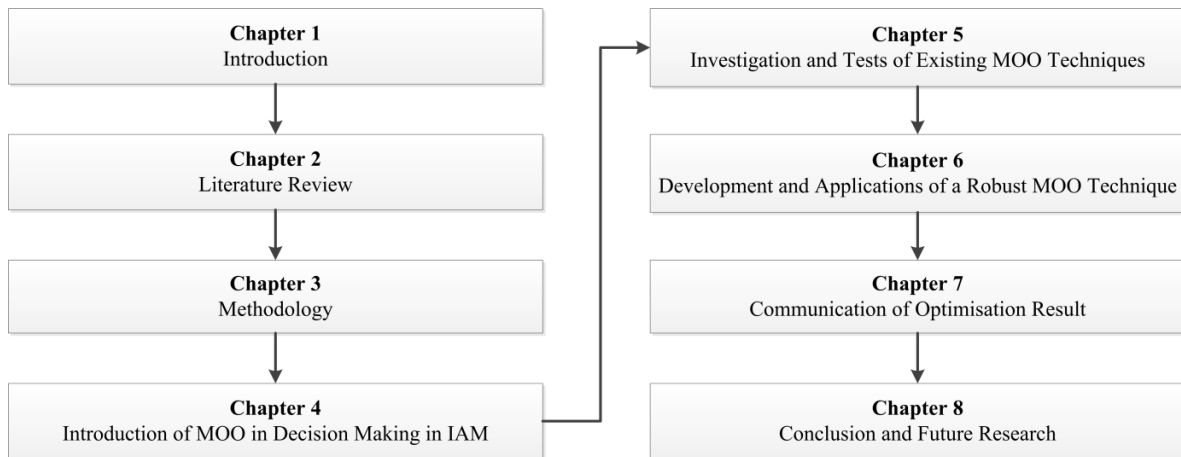 Chapter 1
Introduction
Chapter 2
Literature Review
Chapter 3
Methodology
Chapter 4
Introduction of MOO in Decision Making in IAM
Chapter 5
Investigation and Tests of Existing MOO Techniques
Chapter 6
Development and Applications of a Robust MOO Technique
Chapter 7
Communication of Optimisation Result
Chapter 8
Conclusion and Future Research